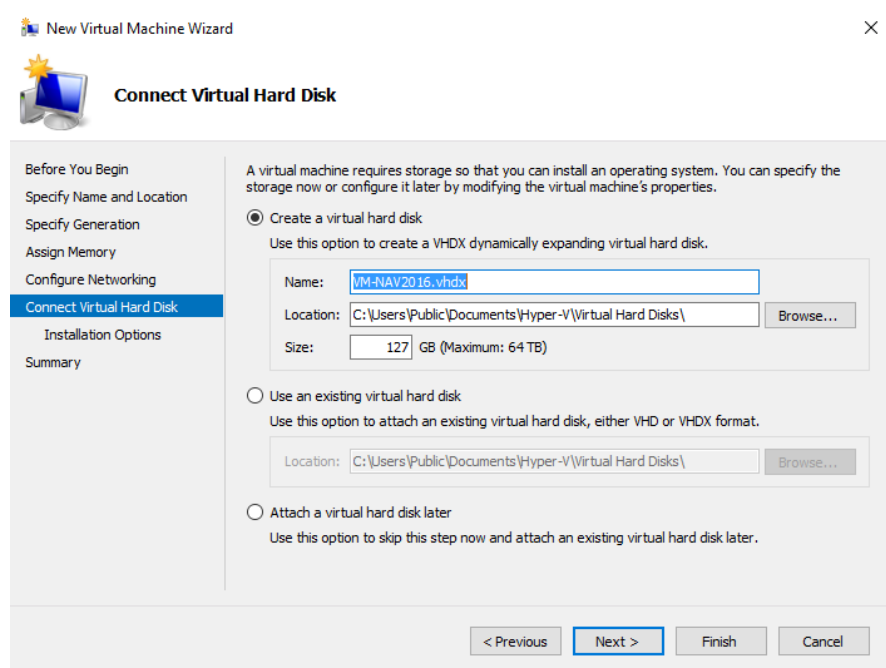 New Virtual Machine Wizard
Connect Virtual Hard Disk
Before You Begin
Specify Name and Location
Specify Generation
Assign Memory
Configure Networking
Connect Virtual Hard Disk
Installation Options
Summary
A virtual machine requires storage so that you can install an operating system. You can specify the
storage now or configure it later by modifying the virtual machine's properties.
Create a virtual hard disk
Use this option to create a VHDX dynamically expanding virtual hard disk.
Name: VM-NAV2016.vhdx
Location: C:\Users\Public\Documents\Hyper-V\Virtual Hard Disks\ Browse...
Size: 127 GB (Maximum: 64 TB)
Use an existing virtual hard disk
Use this option to attach an existing virtual hard disk, either VHD or VHDX format.
Location: C:\Users\Public\Documents\Hyper-V\Virtual Hard Disks\ Browse...
Attach a virtual hard disk later
Use this option to skip this step now and attach an existing virtual hard disk later.
< Previous Next > Finish Cancel